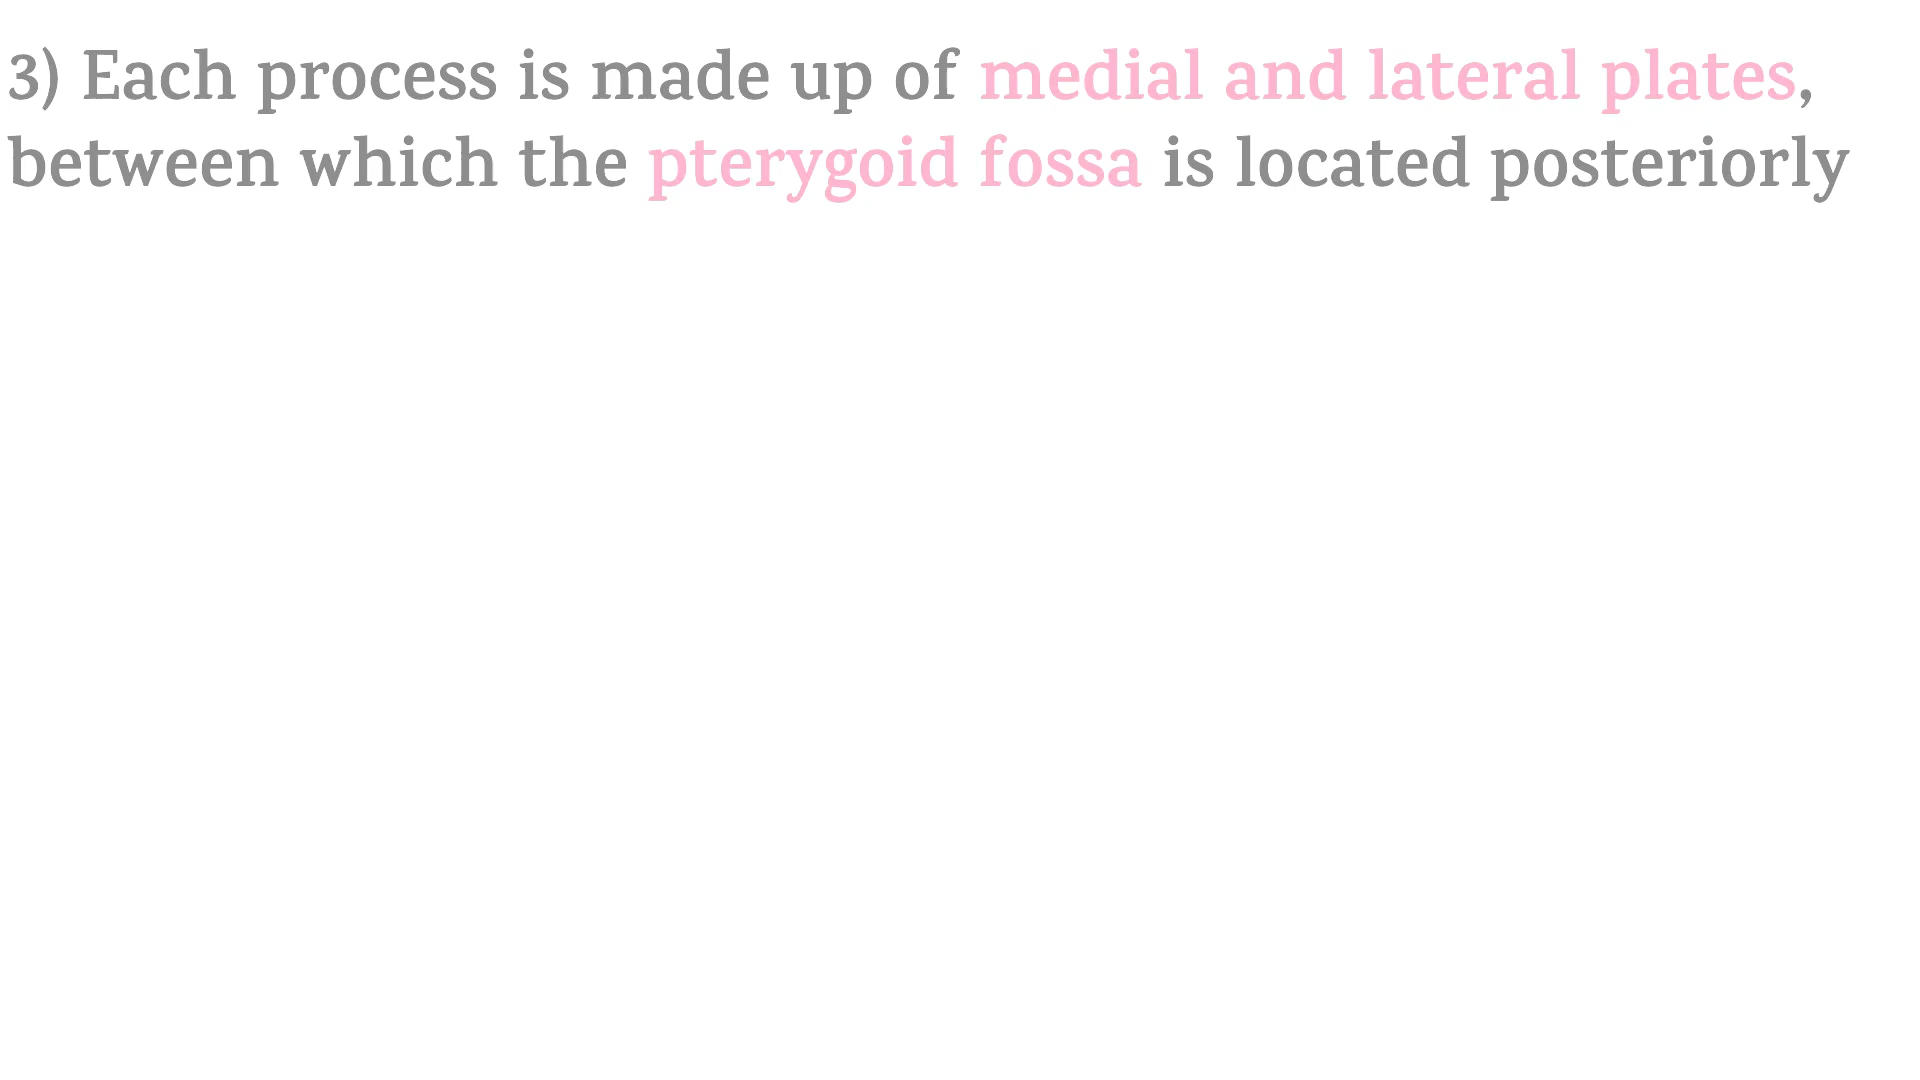 3) Each process is made up of medial and lateral plates,
between which the pterygoid fossa is located posteriorly